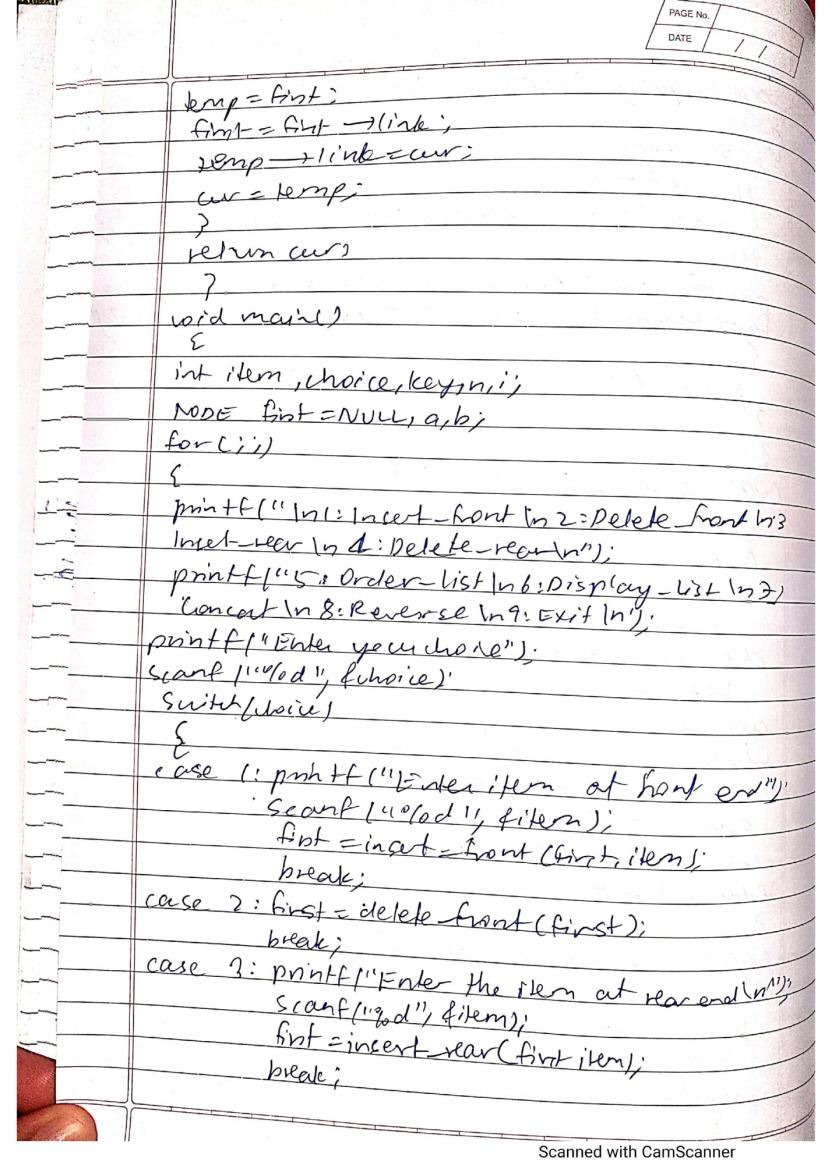 PAGE No.
DATE / /
temp = first;
first = first → link;
temp → link = cur;
cur = temp;
}
return cur;
}
void main()
{
int item, choice, key, n, i;
NODE first = NULL, a, b;
for(;;)
{
printf("\n1:Insert_front \n 2:Delete_front \n3
Inset_rear \n 4:Delete_rear\n");
printf("5: Order_list \n6:Display_List \n7)
Concat \n 8:Reverse \n 9: Exit \n");
printf("Enter your choie");
scanf("%d", &choice);
switch(choice)
{
case 1: printf("Enter item at front end");
scanf("%d", &item);
first = insert_front (first, item);
break;
case 2: first = delete_front(first);
break;
case 3: printf("Enter the item at rear end\n");
scanf("%d", &item);
first = insert_rear(first item);
break;
Scanned with CamScanner